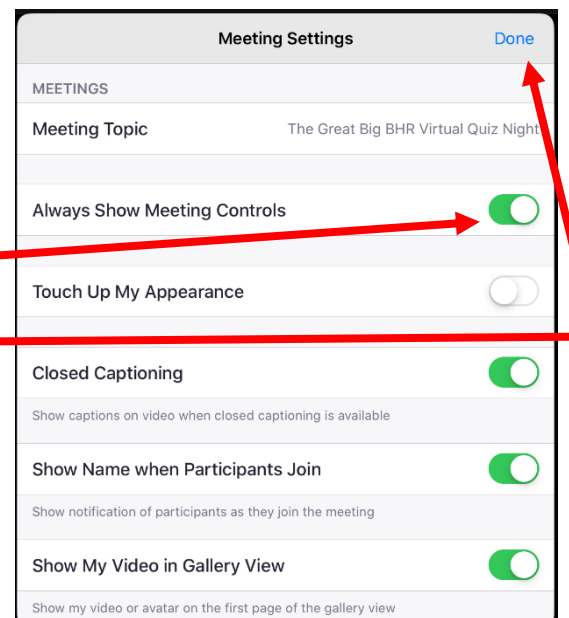 Meeting Settings
Done
MEETINGS
Meeting Topic The Great Big BHR Virtual Quiz Night
Always Show Meeting Controls
Touch Up My Appearance
Closed Captioning
Show captions on video when closed captioning is available
Show Name when Participants Join
Show notification of participants as they join the meeting
Show My Video in Gallery View
Show my video or avatar on the first page of the gallery view